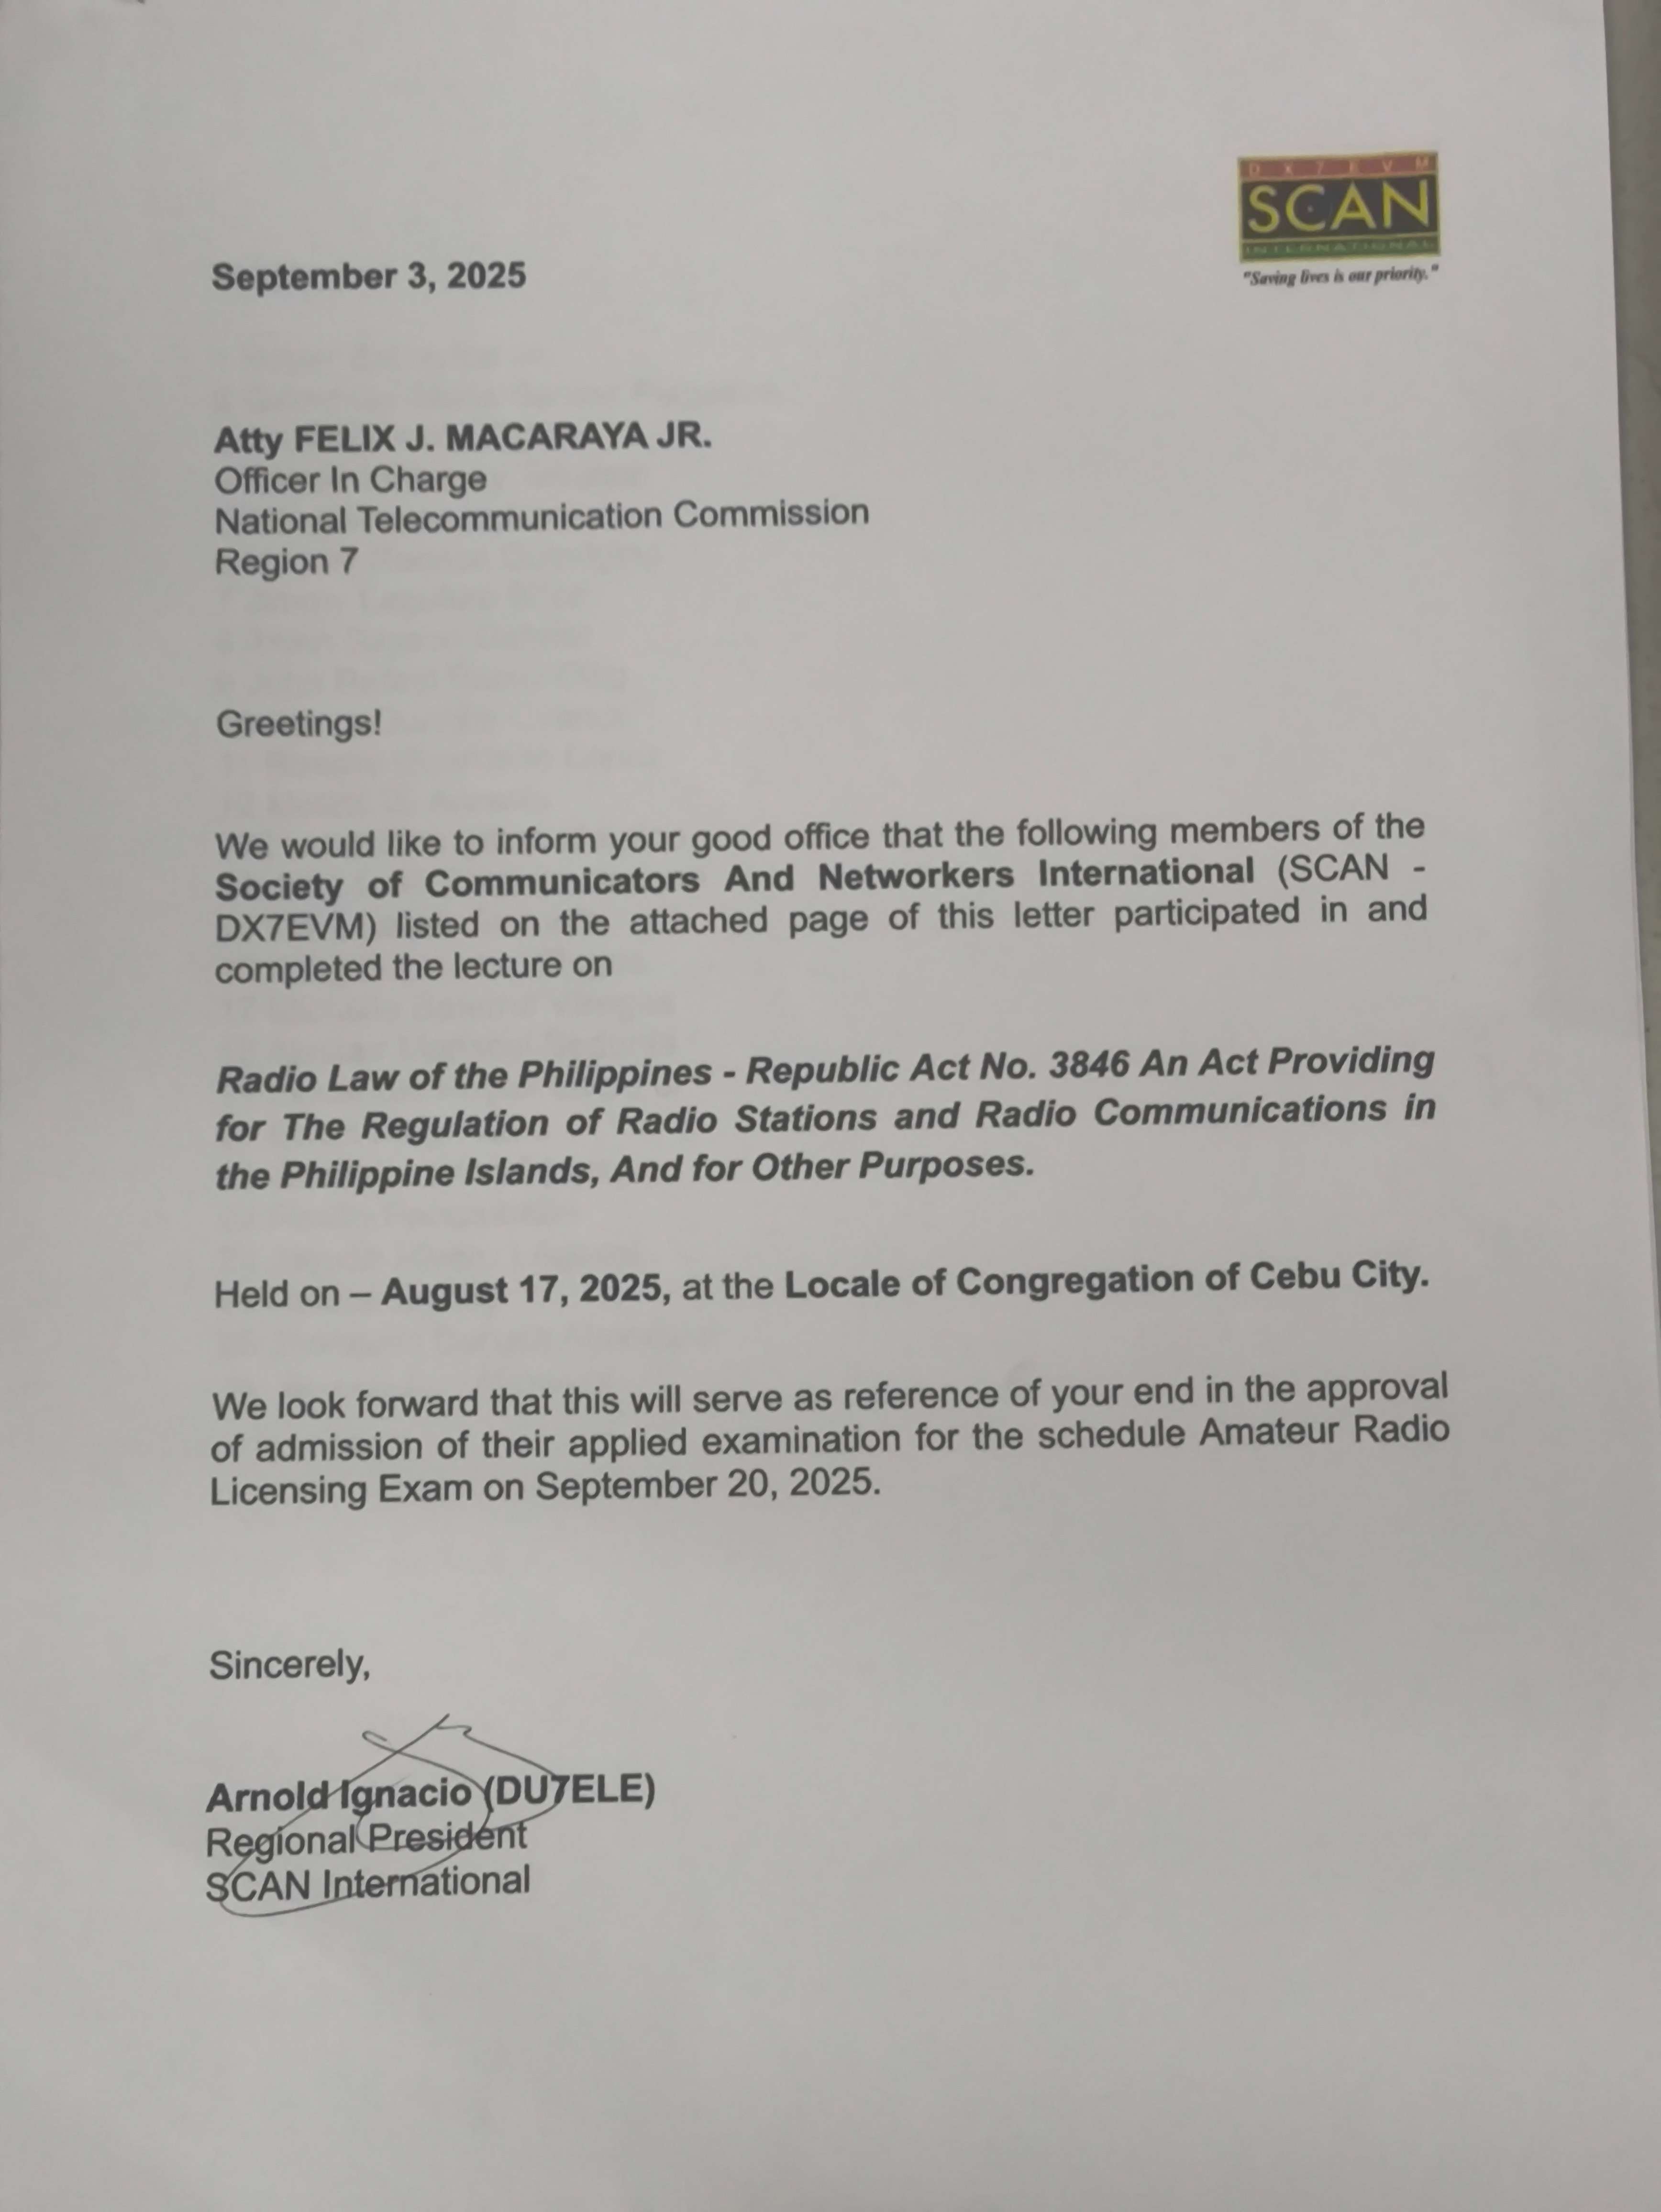 DX7EVM
SCAN
INTERNATIONAL
"Saving lives is our priority."
September 3, 2025
Atty FELIX J. MACARAYA JR.
Officer In Charge
National Telecommunication Commission
Region 7
Greetings!
We would like to inform your good office that the following members of the
Society of Communicators And Networkers International (SCAN -
DX7EVM) listed on the attached page of this letter participated in and
completed the lecture on
Radio Law of the Philippines - Republic Act No. 3846 An Act Providing
for The Regulation of Radio Stations and Radio Communications in
the Philippine Islands, And for Other Purposes.
Held on – August 17, 2025, at the Locale of Congregation of Cebu City.
We look forward that this will serve as reference of your end in the approval
of admission of their applied examination for the schedule Amateur Radio
Licensing Exam on September 20, 2025.
Sincerely,
Arnold Ignacio (DU7ELE)
Regional President
SCAN International